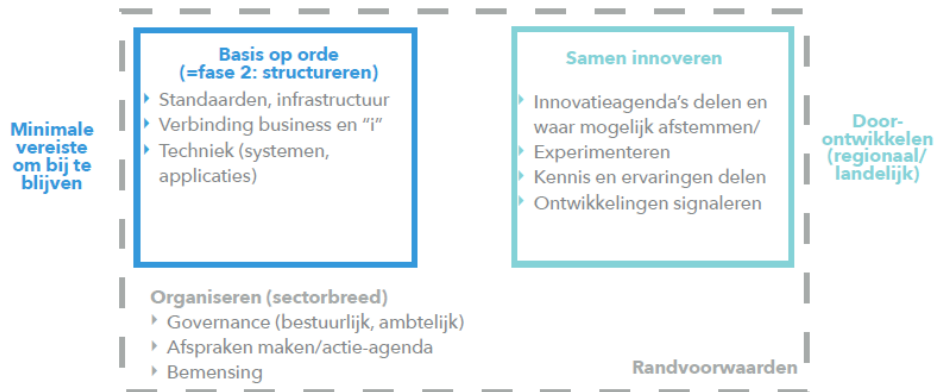 Minimale
vereiste
om bij te
blijven
Basis op orde
(=fase 2: structureren)
Standaarden, infrastructuur
Verbinding business en “i”
Techniek (systemen,
applicaties)
Samen innoveren
Innovatieagenda’s delen en
waar mogelijk afstemmen/
Experimenteren
Kennis en ervaringen delen
Ontwikkelingen signaleren
Door-
ontwikkelen
(regionaal/
landelijk)
Organiseren (sectorbreed)
Governance (bestuurlijk, ambtelijk)
Afspraken maken/actie-agenda
Bemensing
Randvoorwaarden